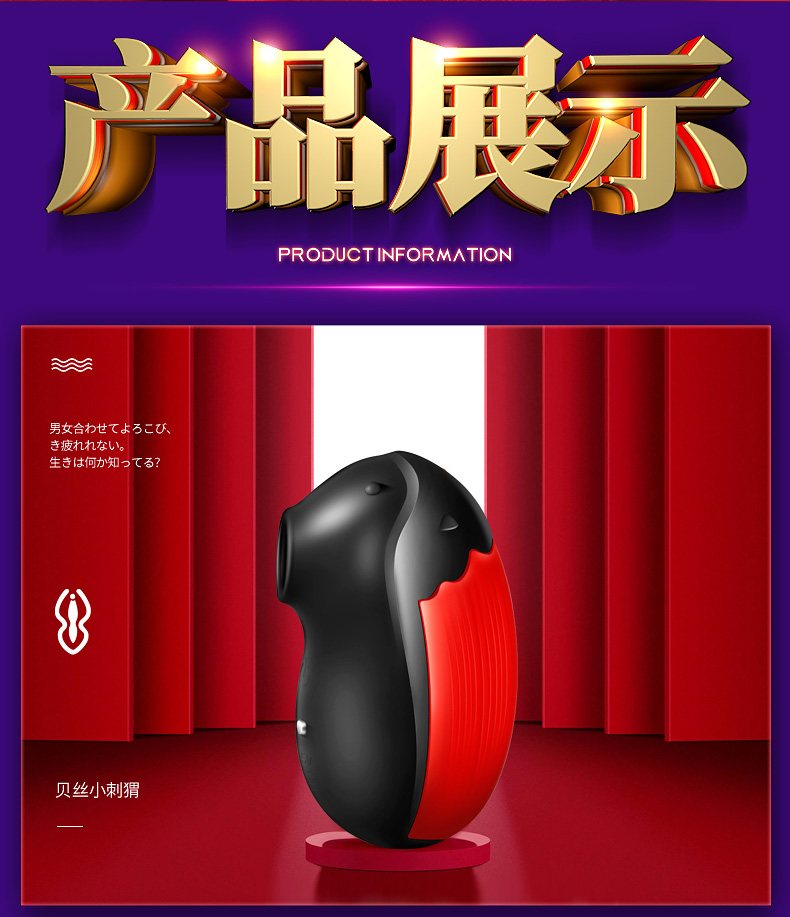 产品展示
PRODUCT INFORMATION
男女合わせてよろこび、
き疲れれない。
生きは何か知ってる?
贝丝小刺猬